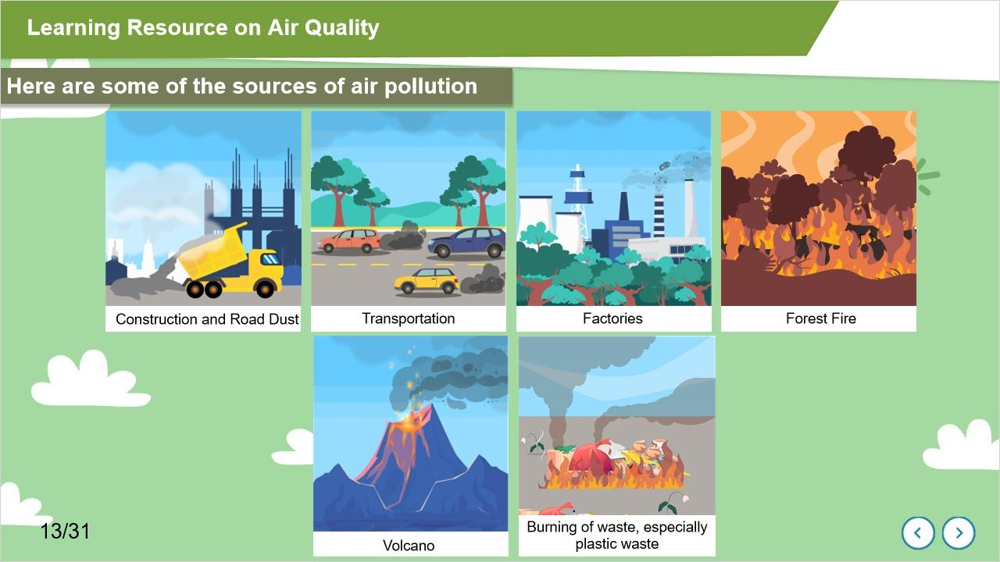 Learning Resource on Air Quality
Here are some of the sources of air pollution
Construction and Road Dust
Transportation
Factories
Forest Fire
Volcano
Burning of waste, especially
plastic waste
13/31